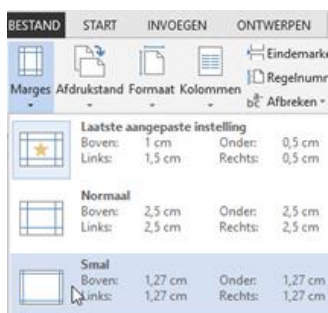 BESTAND START INVOEGEN ONTWERPEN
Marges Afdrukstand Formaat Kolommen
Eindemarke
Regelnumm
Afbreken
Laatste aangepaste instelling
Boven: 1 cm Onder: 0,5 cm
Links: 1,5 cm Rechts: 0,5 cm
Normaal
Boven: 2,5 cm Onder: 2,5 cm
Links: 2,5 cm Rechts: 2,5 cm
Smal
Boven: 1,27 cm Onder: 1,27 cm
Links: 1,27 cm Rechts: 1,27 cm